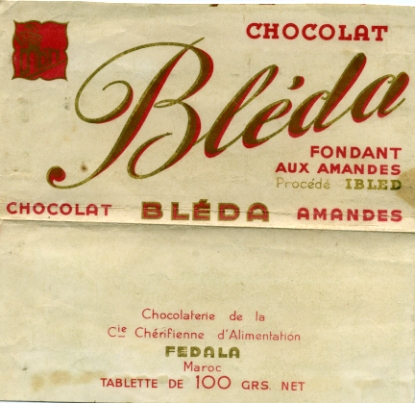 CHOCOLAT
Bléda
FONDANT
AUX AMANDES
Procédé IBLED
CHOCOLAT BLÉDA AMANDES
Chocolaterie de la
Cie Chérifienne d'Alimentation
FEDALA
Maroc
TABLETTE DE 100 GRS. NET